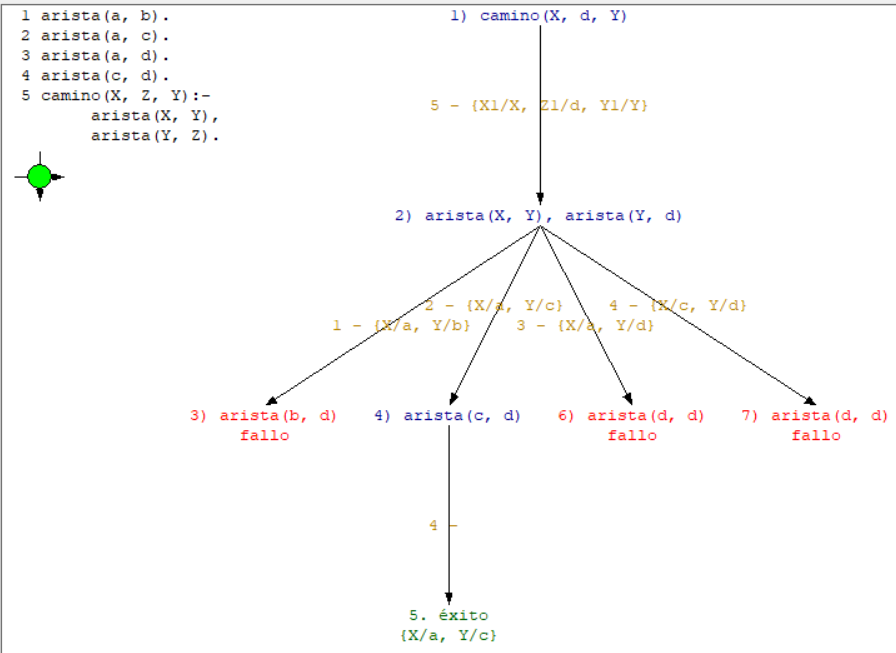 1 arista(a, b).
2 arista(a, c).
3 arista(a, d).
4 arista(c, d).
5 camino(X, Z, Y):-
arista(X, Y),
arista(Y, Z).
1) camino(X, d, Y)
5 - {X1/X, Z1/d, Y1/Y}
2) arista(X, Y), arista(Y, d)
2 - {X/a, Y/c} 4 - {X/c, Y/d}
1 - {X/a, Y/b} 3 - {X/a, Y/d}
3) arista(b, d) 4) arista(c, d) 6) arista(d, d) 7) arista(d, d)
fallo fallo fallo
4 -
5. éxito
{X/a, Y/c}